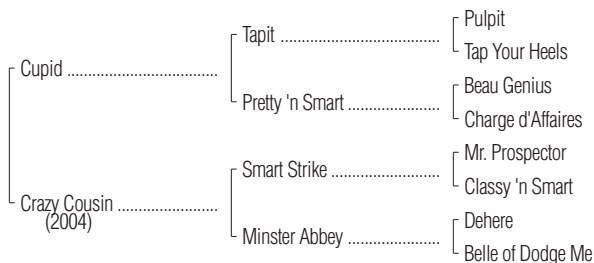 Pulpit
Tapit ........................................
Tap Your Heels
Cupid .....................................
Beau Genius
Pretty 'n Smart .......................
Charge d'Affaires
Mr. Prospector
Smart Strike ...........................
Classy 'n Smart
Crazy Cousin .........................
(2004)
Dehere
Minster Abbey .......................
Belle of Dodge Me